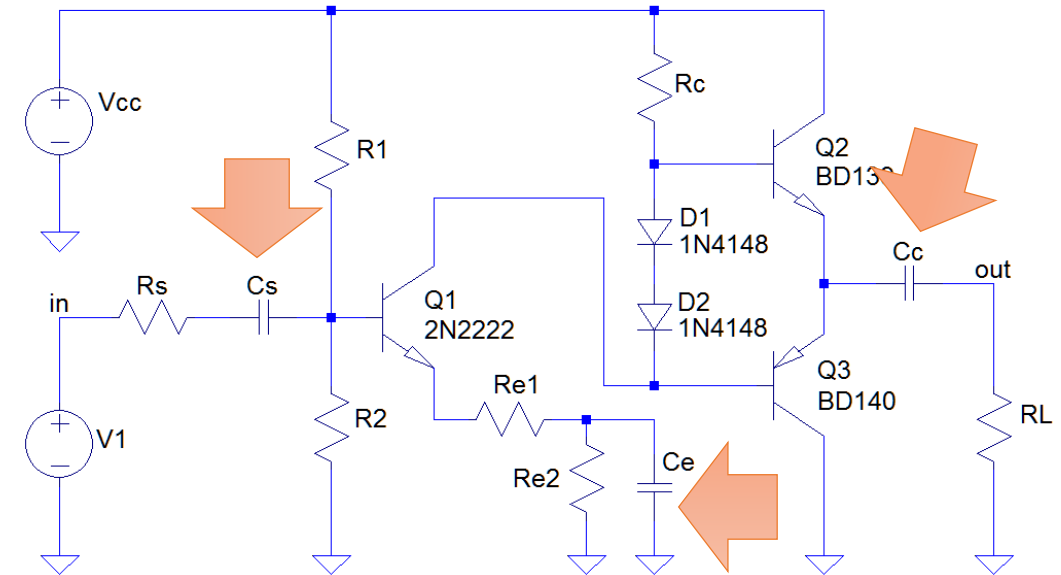 Vcc
R1
Rc
Q2
D1
1N4148
Cs
Rs
in
Q1
2N2222
D2
1N4148
Cc
out
V1
R2
Re1
Re2
Ce
Q3
BD140
RL